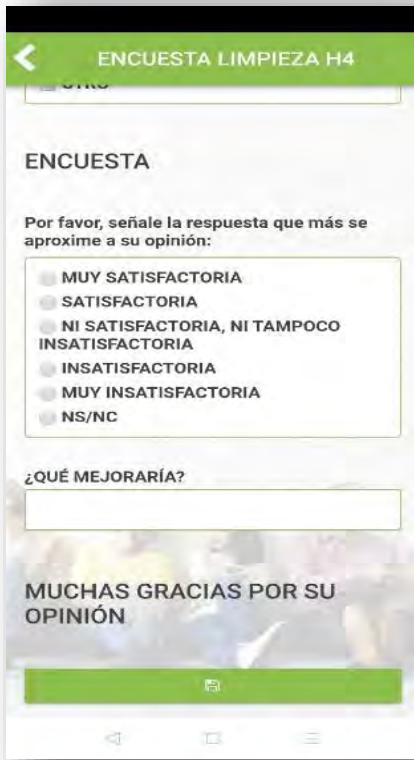 ENCUESTA LIMPIEZA H4
OTRO
ENCUESTA
Por favor, señale la respuesta que más se
aproxime a su opinión:
MUY SATISFACTORIA
SATISFACTORIA
NI SATISFACTORIA, NI TAMPOCO
INSATISFACTORIA
INSATISFACTORIA
MUY INSATISFACTORIA
NS/NC
¿QUÉ MEJORARÍA?
MUCHAS GRACIAS POR SU
OPINIÓN